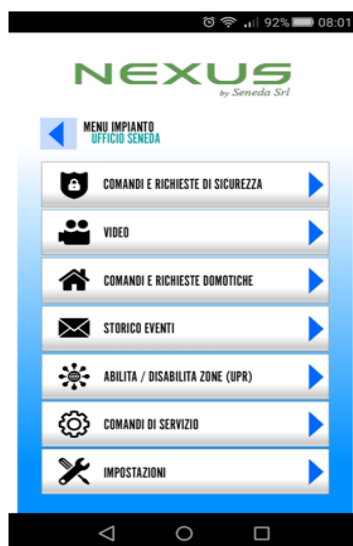 92% 08:01
NEXUS
by Seneda Srl
MENU IMPIANTO
UFFICIO SENEDA
COMANDI E RICHIESTE DI SICUREZZA
VIDEO
COMANDI E RICHIESTE DOMOTICHE
STORICO EVENTI
ABILITA / DISABILITA ZONE (UPR)
COMANDI DI SERVIZIO
IMPOSTAZIONI